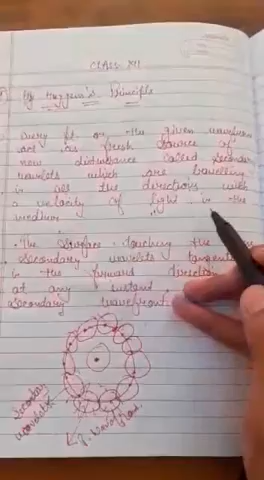 CLASS XII
Huygen's Principle
Every pt. on the given wavefront
act as fresh source of
new disturbance called secondary
wavelets which are travelling
in all the directions with
a velocity of light in the
medium
The surface touching the
secondary wavelets tangentially
in the forward direction
at any instant
secondary wavefront
Secondary
wavelets
P. Wavefront